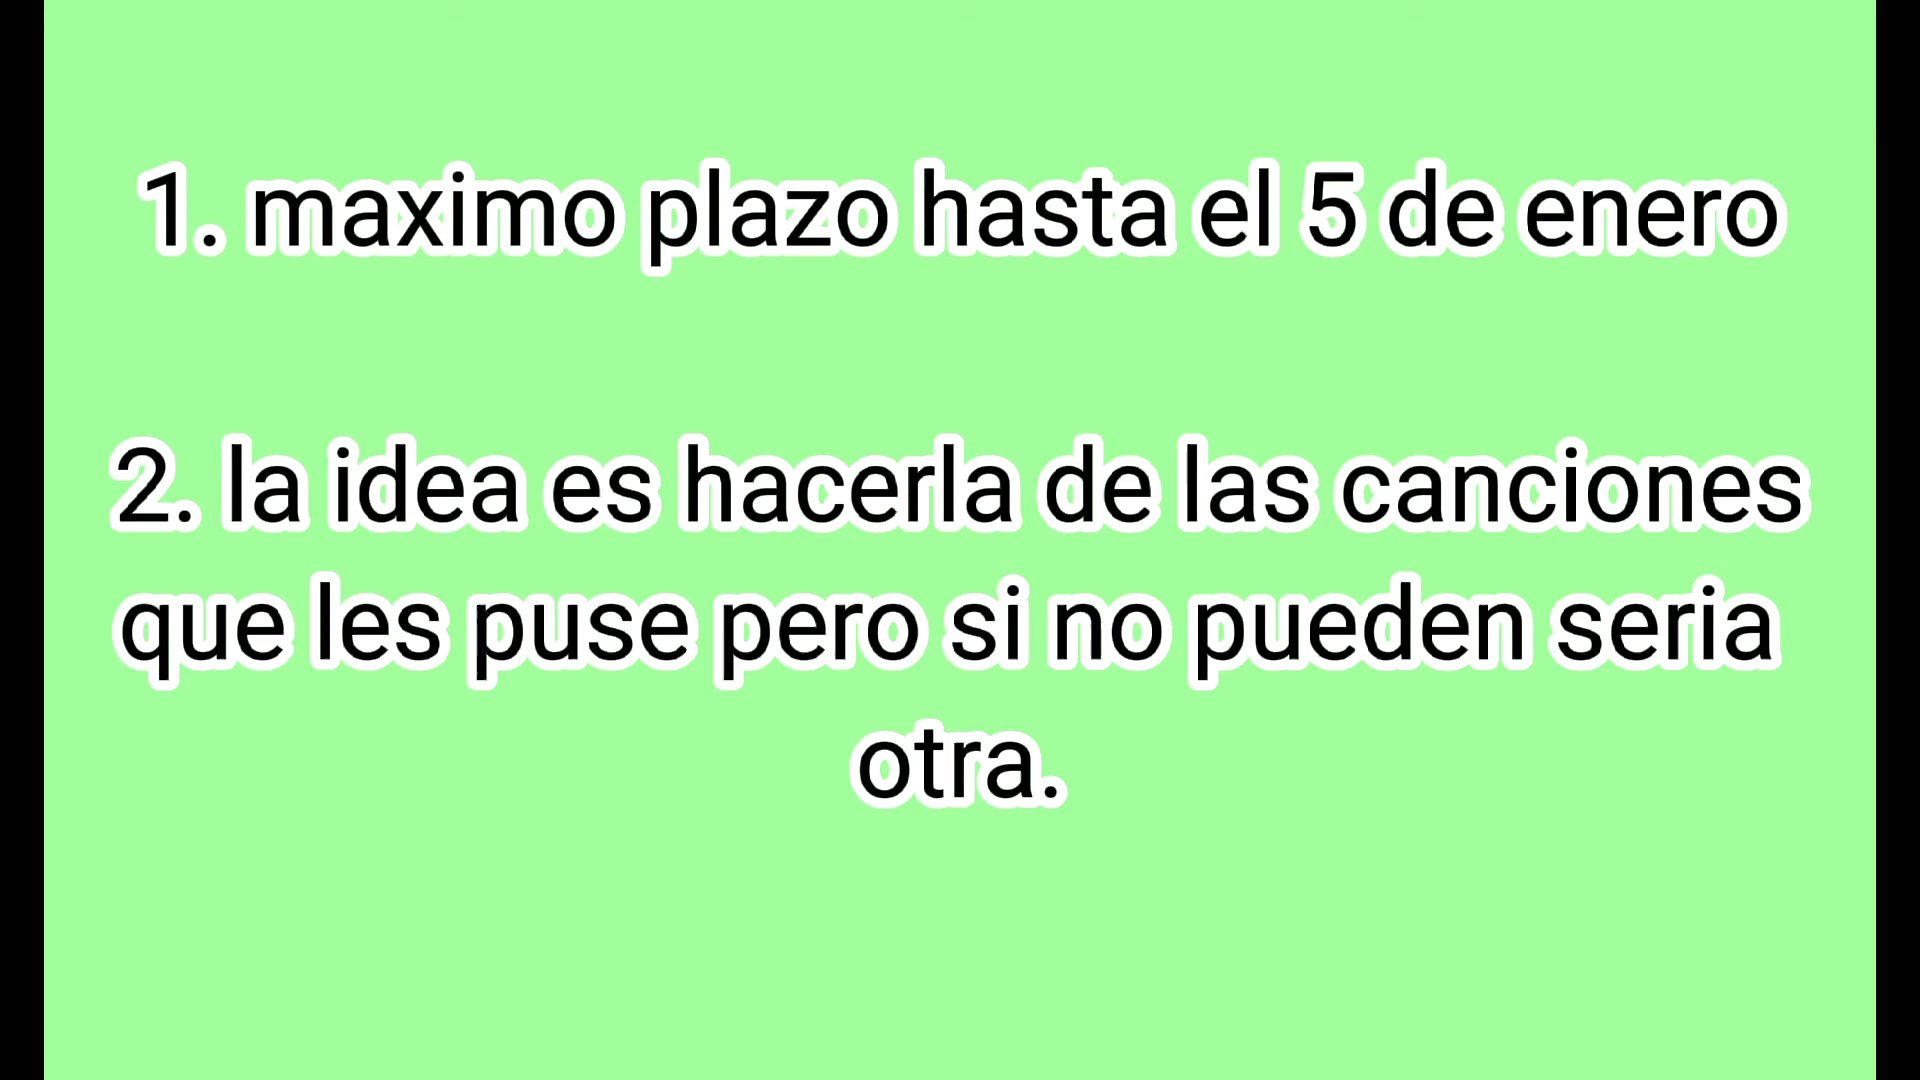 1. maximo plazo hasta el 5 de enero
2. la idea es hacerla de las canciones
que les puse pero si no pueden seria
otra.